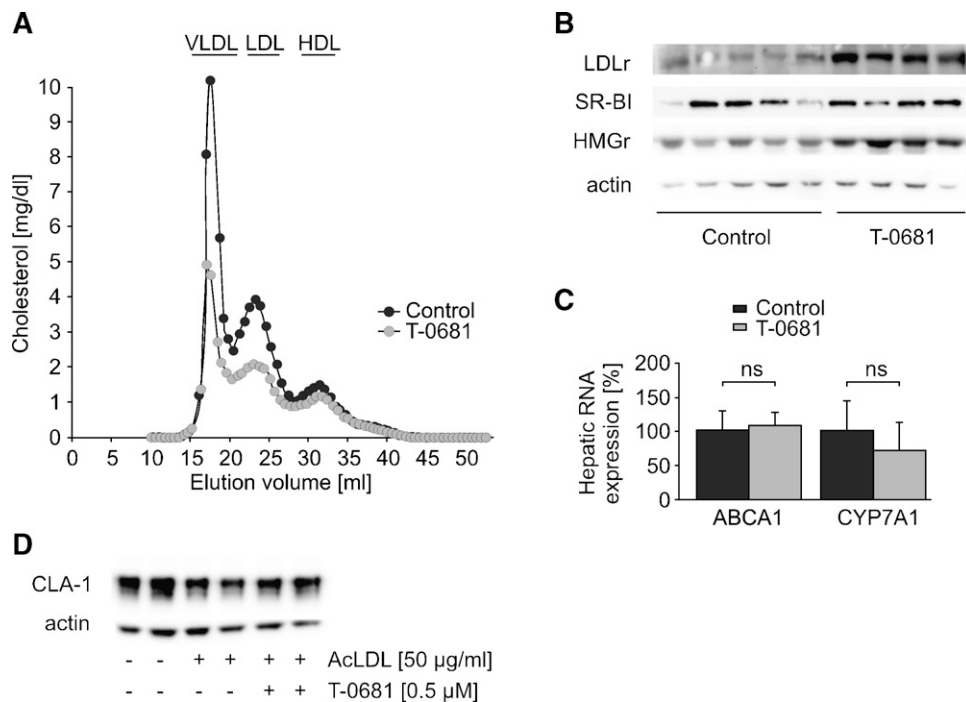 A
VLDL LDL HDL
10
9
8
7
6
5
4
3
2
1
0
Cholesterol [mg/dl]
Control
T-0681
0 5 10 15 20 25 30 35 40 45 50
Elution volume [ml]
B
LDLr
SR-BI
HMGr
actin
Control T-0681
C
Control
T-0681
Hepatic RNA
expression [%]
200
150
100
50
0
ns ns
ABCA1 CYP7A1
D
CLA-1
actin
- - + + + + AcLDL [50 µg/ml]
- - - - + + T-0681 [0.5 µM]